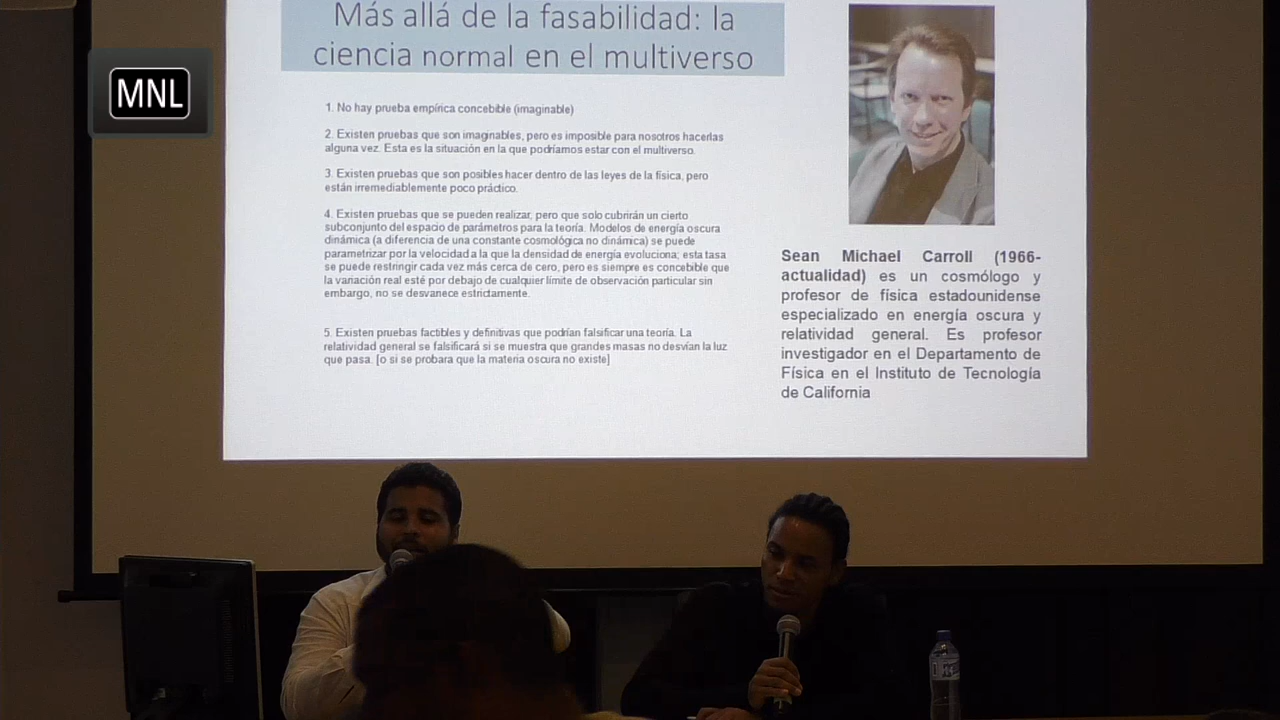 MNL
Más allá de la fasabilidad: la
ciencia normal en el multiverso
1. No hay prueba empírica concebible (imaginable)
2. Existen pruebas que son imaginables, pero es imposible para nosotros hacerlas
alguna vez. Esta es la situación en la que podríamos estar con el multiverso.
3. Existen pruebas que son posibles hacer dentro de las leyes de la física, pero
están irremediablemente poco práctico.
4. Existen pruebas que se pueden realizar, pero que solo cubrirán un cierto
subconjunto del espacio de parámetros para la teoría. Modelos de energía oscura
dinámica (a diferencia de una constante cosmológica no dinámica) se puede
parametrizar por la velocidad a la que la densidad de energía evoluciona; esta tasa
se puede restringir cada vez más cerca de cero, pero es siempre es concebible que
la variación real esté por debajo de cualquier límite de observación particular sin
embargo, no se desvanece estrictamente.
5. Existen pruebas factibles y definitivas que podrían falsificar una teoría. La
relatividad general se falsificará si se muestra que grandes masas no desvían la luz
que pasa. [o si se probara que la materia oscura no existe]
Sean Michael Carroll (1966-
actualidad) es un cosmólogo y
profesor de física estadounidense
especializado en energía oscura y
relatividad general. Es profesor
investigador en el Departamento de
Física en el Instituto de Tecnología
de California